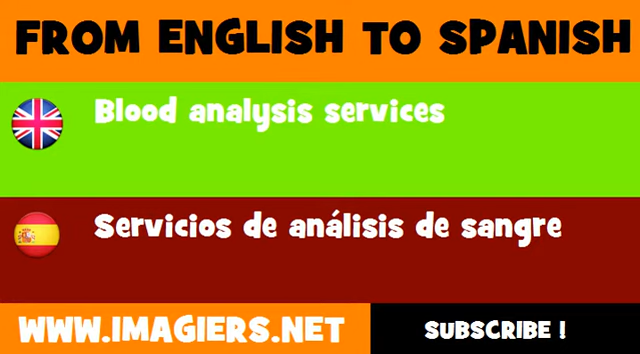 FROM ENGLISH TO SPANISH
Blood analysis services
Servicios de análisis de sangre
WWW.IMAGIERS.NET
SUBSCRIBE !